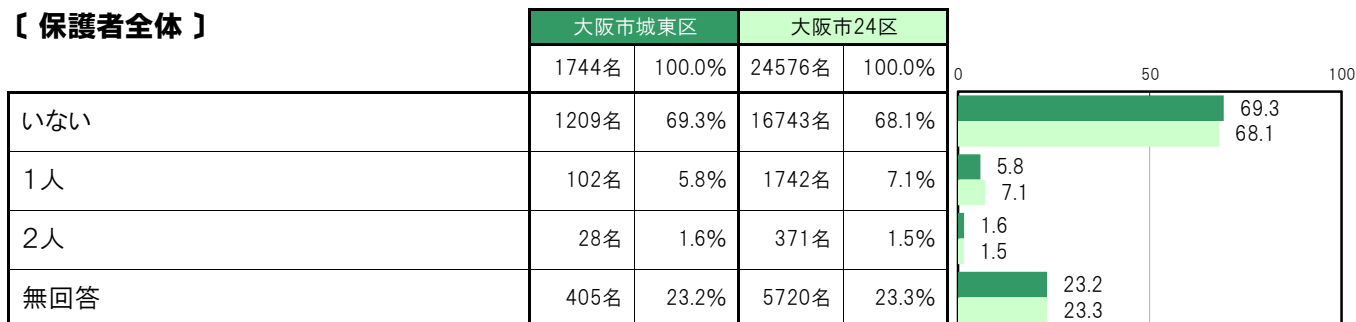 〔 保護者全体 〕
大阪市城東区 大阪市24区
1744名 100.0% 24576名 100.0%
0 50 100
いない 1209名 69.3% 16743名 68.1%
69.3
68.1
1人 102名 5.8% 1742名 7.1%
5.8
7.1
2人 28名 1.6% 371名 1.5%
1.6
1.5
無回答 405名 23.2% 5720名 23.3%
23.2
23.3